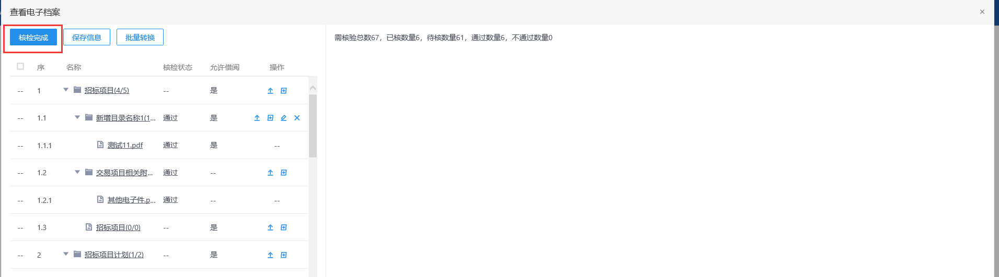 查看电子档案
核检完成 保存信息 批量转换
需核验总数67，已核数量6，待核数量61，通过数量6，不通过数量0
序 名称 核检状态 允许借阅 操作
-- 1 招标项目(4/5) -- 是
-- 1.1 新增目录名称1(1... 通过 是
-- 1.1.1 测试11.pdf 通过 是 --
-- 1.2 交易项目相关附... 通过 --
-- 1.2.1 其他电子件.p... 通过 -- --
-- 1.3 招标项目(0/0) -- 是
-- 2 招标项目计划(1/2) -- 是